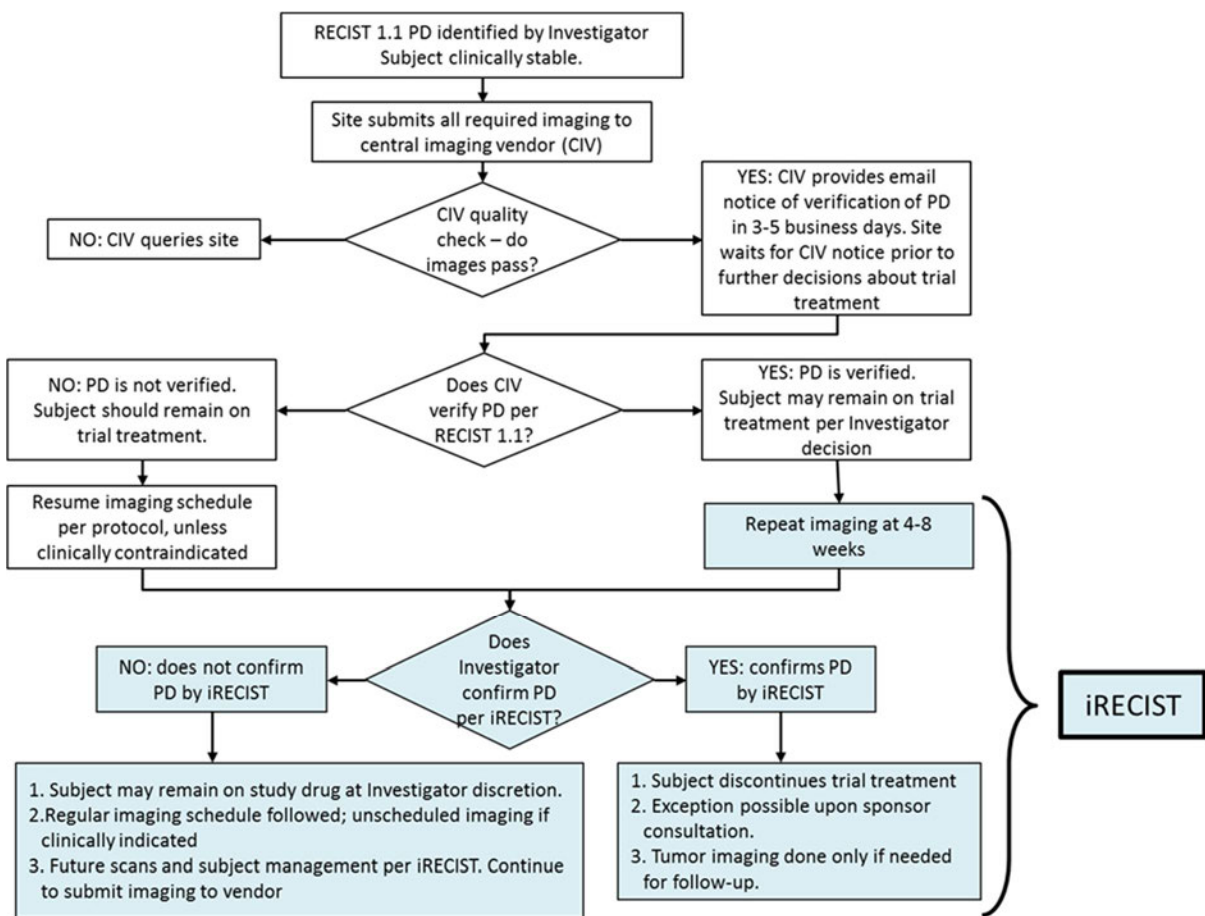 RECIST 1.1 PD identified by Investigator
Subject clinically stable.
Site submits all required imaging to
central imaging vendor (CIV)
CIV quality
check – do
images pass?
NO: CIV queries site
YES: CIV provides email
notice of verification of PD
in 3-5 business days. Site
waits for CIV notice prior to
further decisions about trial
treatment
Does CIV
verify PD per
RECIST 1.1?
NO: PD is not verified.
Subject should remain on
trial treatment.
YES: PD is verified.
Subject may remain on trial
treatment per Investigator
decision
Resume imaging schedule
per protocol, unless
clinically contraindicated
Repeat imaging at 4-8
weeks
Does
Investigator
confirm PD
per iRECIST?
NO: does not confirm
PD by iRECIST
YES: confirms PD
by iRECIST
iRECIST
1. Subject may remain on study drug at Investigator discretion.
2.Regular imaging schedule followed; unscheduled imaging if
clinically indicated
3. Future scans and subject management per iRECIST. Continue
to submit imaging to vendor
1. Subject discontinues trial treatment
2. Exception possible upon sponsor
consultation.
3. Tumor imaging done only if needed
for follow-up.